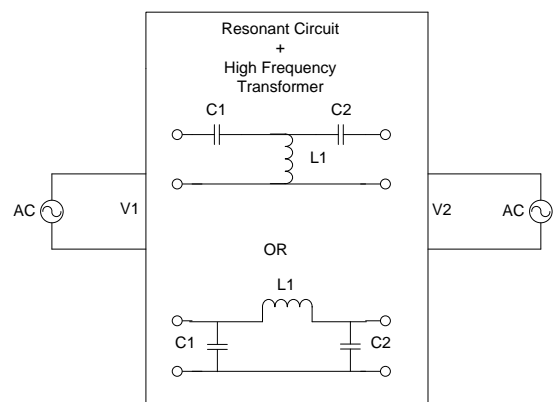 Resonant Circuit
+
High Frequency
Transformer
C1
C2
L1
AC
V1
V2
AC
OR
L1
C1
C2